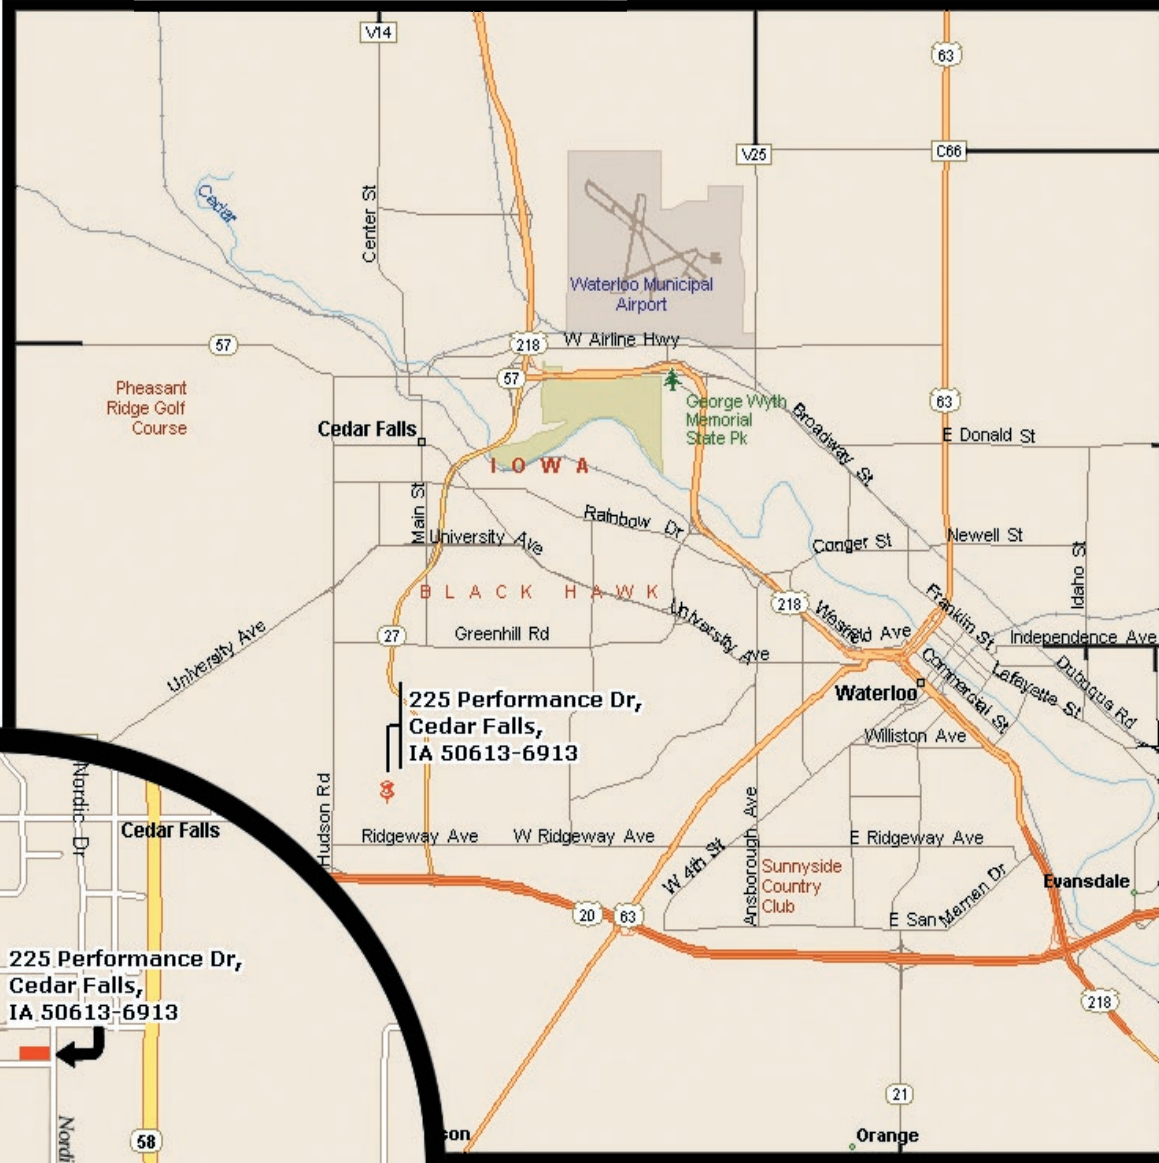 V14
63
Center St
V25
C66
Cedar
Waterloo Municipal
Airport
57
218
W Airline Hwy
57
Pheasant
Ridge Golf
Course
George Wyth
Memorial
State Pk
63
Broadway St
Cedar Falls
E Donald St
I O W A
Main St
Rainbow Dr
University Ave
Conger St
Newell St
Idaho St
B L A C K H A W K
218
Westfield Ave
Franklin St
27
Greenhill Rd
University Ave
University Ave
Independence Ave
Commercial St
Lafayette St
Dubuque Rd
Waterloo
225 Performance Dr,
Cedar Falls,
IA 50613-6913
Williston Ave
Hudson Rd
Nordic Dr
Cedar Falls
Ridgeway Ave
W Ridgeway Ave
E Ridgeway Ave
Ansborough Ave
W 4th St
Sunnyside
Country
Club
Evansdale
E San Marnan Dr
20
63
225 Performance Dr,
Cedar Falls,
IA 50613-6913
218
21
58
Nordi
son
Orange